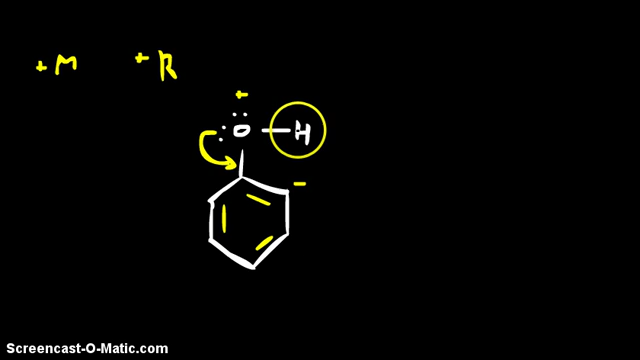 +M +R
+
:Ö—H
−
Screencast-O-Matic.com